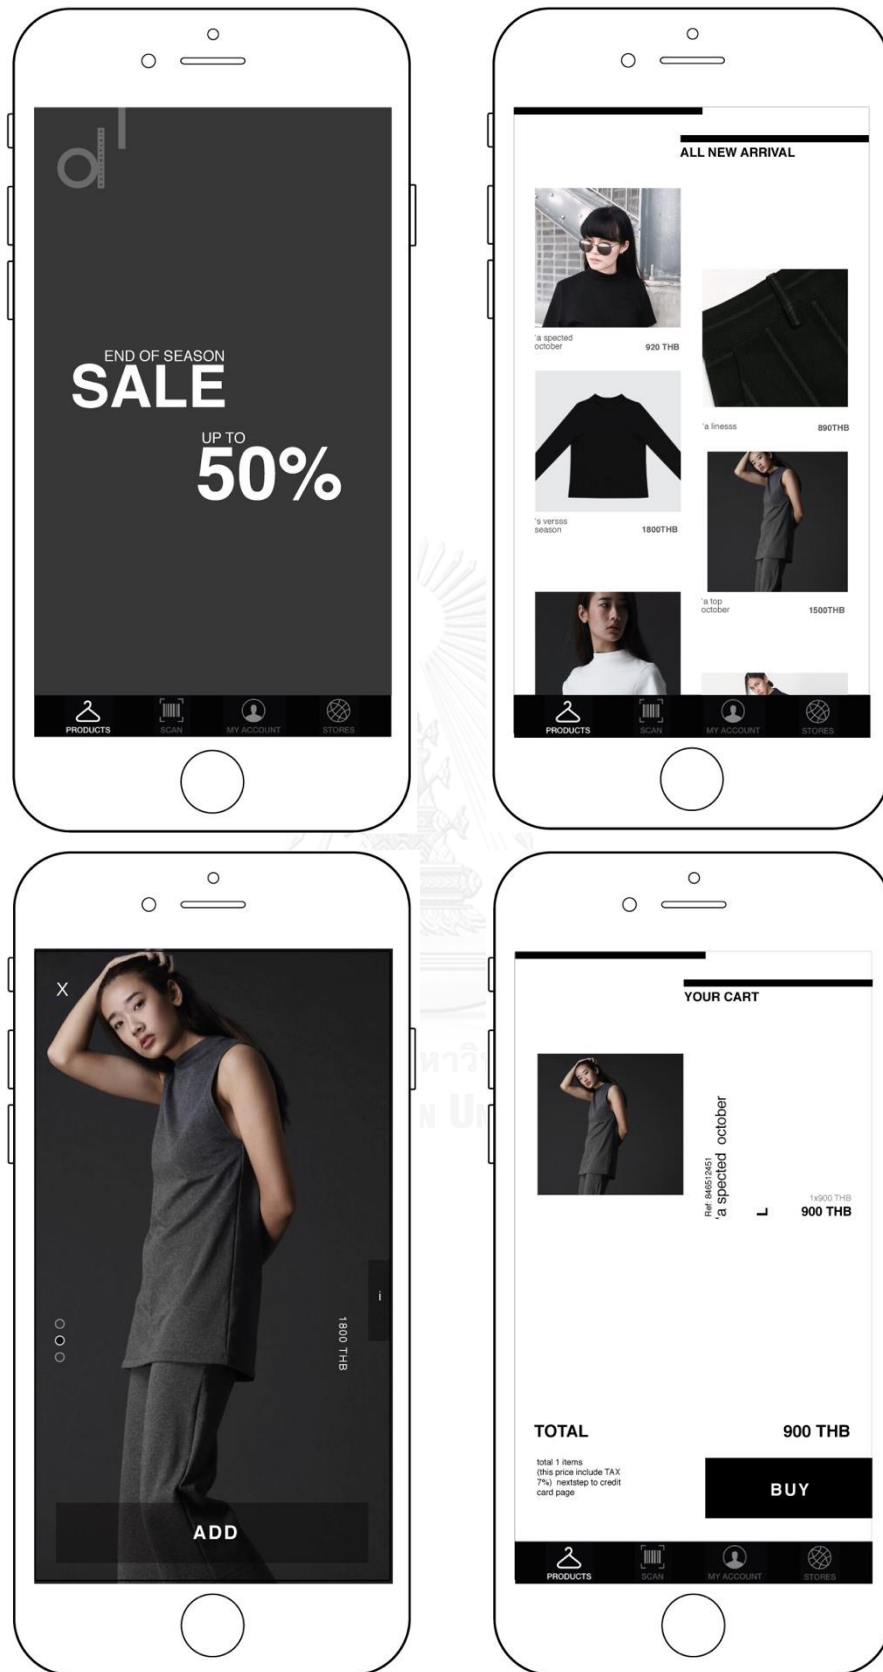 END OF SEASON
SALE
UP TO
50%
PRODUCTS
SCAN
MY ACCOUNT
STORES
ALL NEW ARRIVAL
'a spected
october
920 THB
'a linesss
890THB
's versss
season
1800THB
'a top
october
1500THB
PRODUCTS
SCAN
MY ACCOUNT
STORES
X
i
1800 THB
ADD
YOUR CART
Ref: 846512451
'a spected october
L
1x900 THB
900 THB
TOTAL
900 THB
total 1 items
(this price include TAX
7%) nextstep to credit
card page
BUY
PRODUCTS
SCAN
MY ACCOUNT
STORES